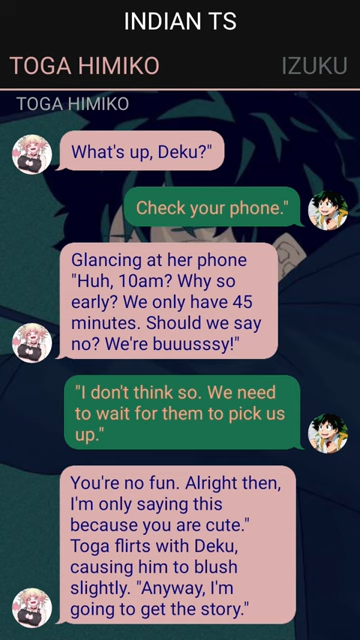 INDIAN TS
TOGA HIMIKO
IZUKU
TOGA HIMIKO
What's up, Deku?"
Check your phone."
Glancing at her phone
"Huh, 10am? Why so
early? We only have 45
minutes. Should we say
no? We're buuusssy!"
"I don't think so. We need
to wait for them to pick us
up."
You're no fun. Alright then,
I'm only saying this
because you are cute."
Toga flirts with Deku,
causing him to blush
slightly. "Anyway, I'm
going to get the story."